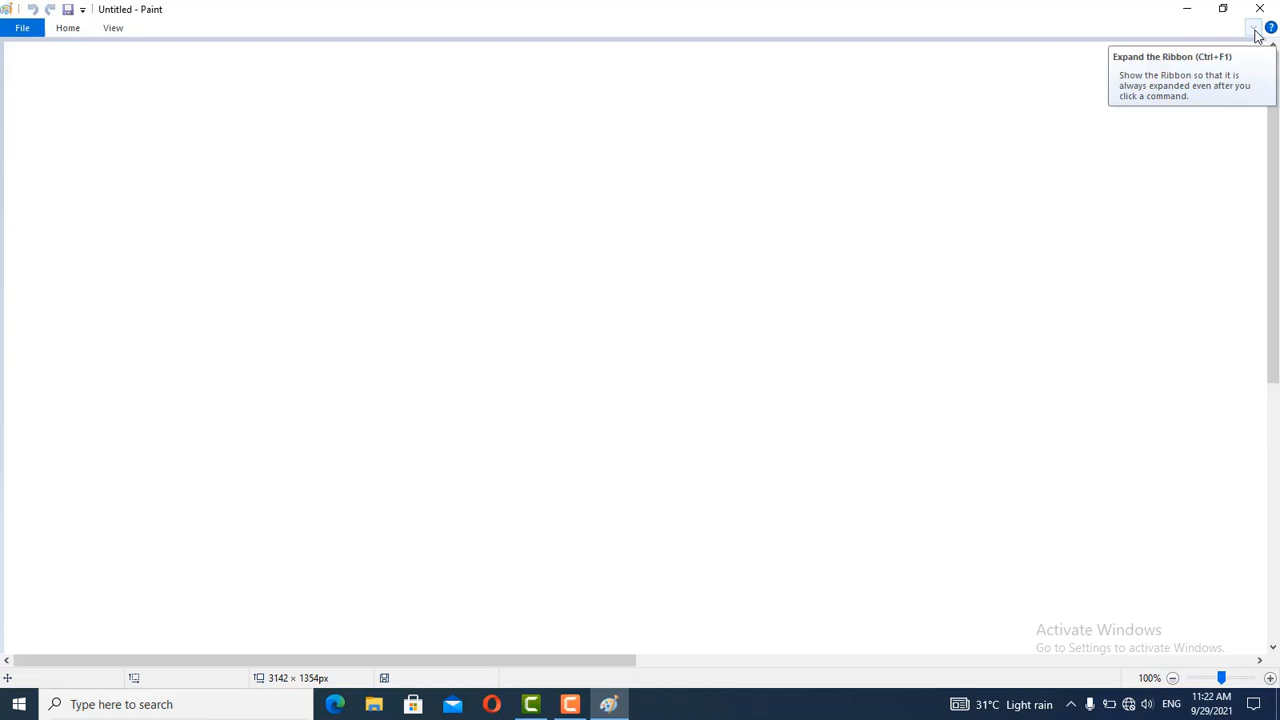 Untitled - Paint
File Home View
Expand the Ribbon (Ctrl+F1)
Show the Ribbon so that it is
always expanded even after you
click a command.
Activate Windows
Go to Settings to activate Windows.
3142 × 1354px 100%
Type here to search
31°C Light rain ENG
11:22 AM
9/29/2021